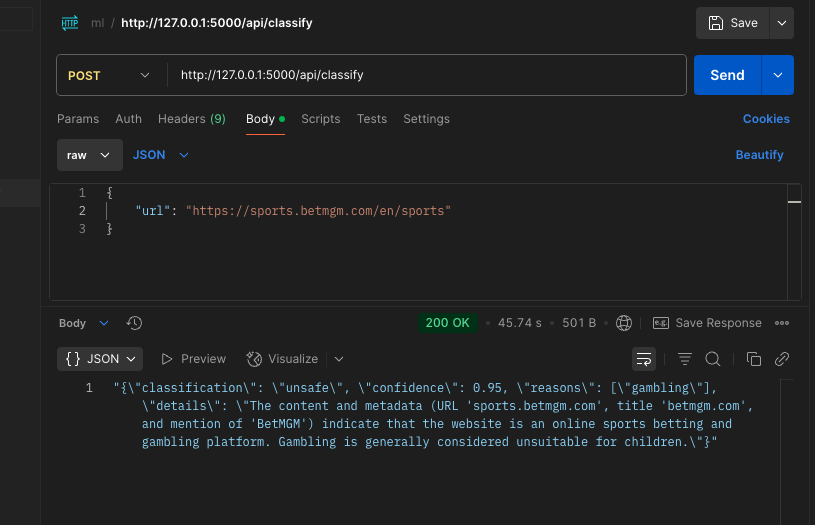 HTTP ml / http://127.0.0.1:5000/api/classify Save
POST http://127.0.0.1:5000/api/classify Send
Params Auth Headers (9) Body Scripts Tests Settings Cookies
raw JSON Beautify
1 {
2 "url": "https://sports.betmgm.com/en/sports"
3 }
Body 200 OK • 45.74 s • 501 B • e.g. Save Response
{} JSON Preview Visualize
1 "{\"classification\": \"unsafe\", \"confidence\": 0.95, \"reasons\": [\"gambling\"],
\"details\": \"The content and metadata (URL 'sports.betmgm.com', title 'betmgm.com',
and mention of 'BetMGM') indicate that the website is an online sports betting and
gambling platform. Gambling is generally considered unsuitable for children.\"}"